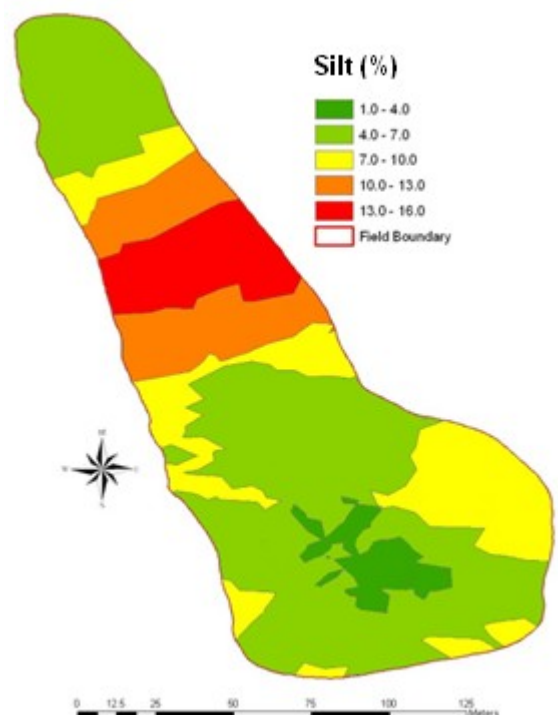 Silt (%)
1.0 - 4.0
4.0 - 7.0
7.0 - 10.0
10.0 - 13.0
13.0 - 16.0
Field Boundary
N
W
S
0 12.5 25 50 75 100 125
Meters